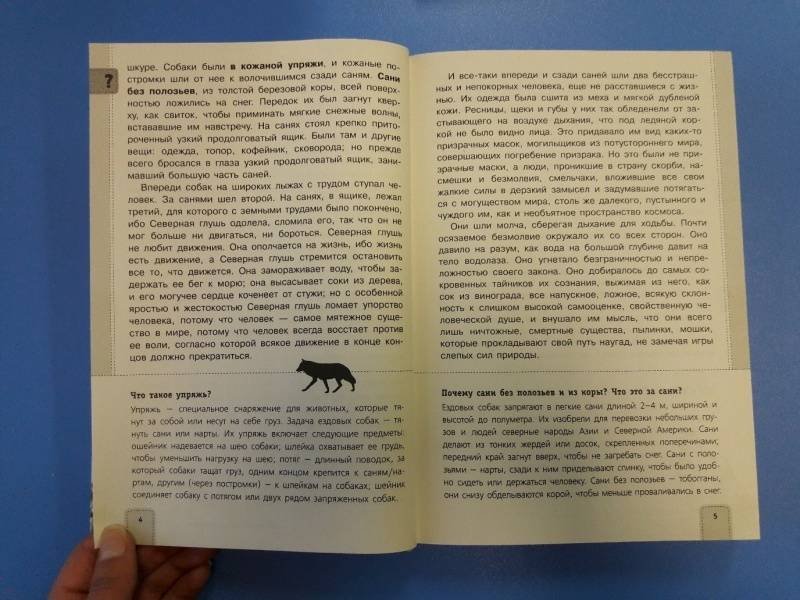 ?
шкуре. Собаки были в кожаной упряжи, и кожаные по-
стромки шли от нее к волочившимся сзади саням. Сани
без полозьев, из толстой березовой коры, всей поверх-
ностью ложились на снег. Передок их был загнут квер-
ху, как свиток, чтобы приминать мягкие снежные волны,
встававшие им навстречу. На санях стоял крепко прито-
роченный узкий продолговатый ящик. Были там и другие
вещи: одежда, топор, кофейник, сковорода; но прежде
всего бросался в глаза узкий продолговатый ящик, зани-
мавший большую часть саней.
Впереди собак на широких лыжах с трудом ступал че-
ловек. За санями шел второй. На санях, в ящике, лежал
третий, для которого с земными трудами было покончено,
ибо Северная глушь одолела, сломила его, так что он не
мог больше ни двигаться, ни бороться. Северная глушь
не любит движения. Она ополчается на жизнь, ибо жизнь
есть движение, а Северная глушь стремится остановить
все то, что движется. Она замораживает воду, чтобы за-
держать ее бег к морю; она высасывает соки из дерева,
и его могучее сердце коченеет от стужи; но с особенной
яростью и жестокостью Северная глушь ломает упорство
человека, потому что человек — самое мятежное суще-
ство в мире, потому что человек всегда восстает против
ее воли, согласно которой всякое движение в конце кон-
цов должно прекратиться.
Что такое упряжь?
Упряжь — специальное снаряжение для животных, которые тя-
нут за собой или несут на себе груз. Задача ездовых собак — тя-
нуть сани или нарты. Их упряжь включает следующие предметы:
ошейник надевается на шею собаки; шлейка охватывает ее грудь,
чтобы уменьшить нагрузку на шею; потяг — длинный поводок, за
который собаки тащат груз, одним концом крепится к саням/нар-
там, другим (через постромки) — к шлейкам на собаках; шейник
соединяет собаку с потягом или двух рядом запряженных собак.
4
И все-таки впереди и сзади саней шли два бесстраш-
ных и непокорных человека, еще не расставшиеся с жиз-
нью. Их одежда была сшита из меха и мягкой дубленой
кожи. Ресницы, щеки и губы у них так обледенели от за-
стывающего на воздухе дыхания, что под ледяной кор-
кой не было видно лица. Это придавало им вид каких-то
призрачных масок, могильщиков из потустороннего мира,
совершающих погребение призрака. Но это были не при-
зрачные маски, а люди, проникшие в страну скорби, на-
смешки и безмолвия, смельчаки, вложившие все свои
жалкие силы в дерзкий замысел и задумавшие потягать-
ся с могуществом мира, столь же далекого, пустынного и
чуждого им, как и необъятное пространство космоса.
Они шли молча, сберегая дыхание для ходьбы. Почти
осязаемое безмолвие окружало их со всех сторон. Оно
давило на разум, как вода на большой глубине давит на
тело водолаза. Оно угнетало безграничностью и непре-
ложностью своего закона. Оно добиралось до самых со-
кровенных тайников их сознания, выжимая из него, как
сок из винограда, все напускное, ложное, всякую склон-
ность к слишком высокой самооценке, свойственную че-
ловеческой душе, и внушало им мысль, что они всего
лишь ничтожные, смертные существа, пылинки, мошки,
которые прокладывают свой путь наугад, не замечая игры
слепых сил природы.
Почему сани без полозьев и из коры? Что это за сани?
Ездовых собак запрягают в легкие сани длиной 2–4 м, шириной и
высотой до полуметра. Их изобрели для перевозки небольших гру-
зов и людей северные народы Азии и Северной Америки. Сани
делают из тонких жердей или досок, скрепленных поперечинами;
передний край загнут вверх, чтобы не загребать снег. Сани с по-
лозьями — нарты, сзади к ним приделывают спинку, чтобы было удоб-
но сидеть или держаться человеку. Сани без полозьев — тобогганы,
они снизу обделываются корой, чтобы меньше проваливались в снег.
5